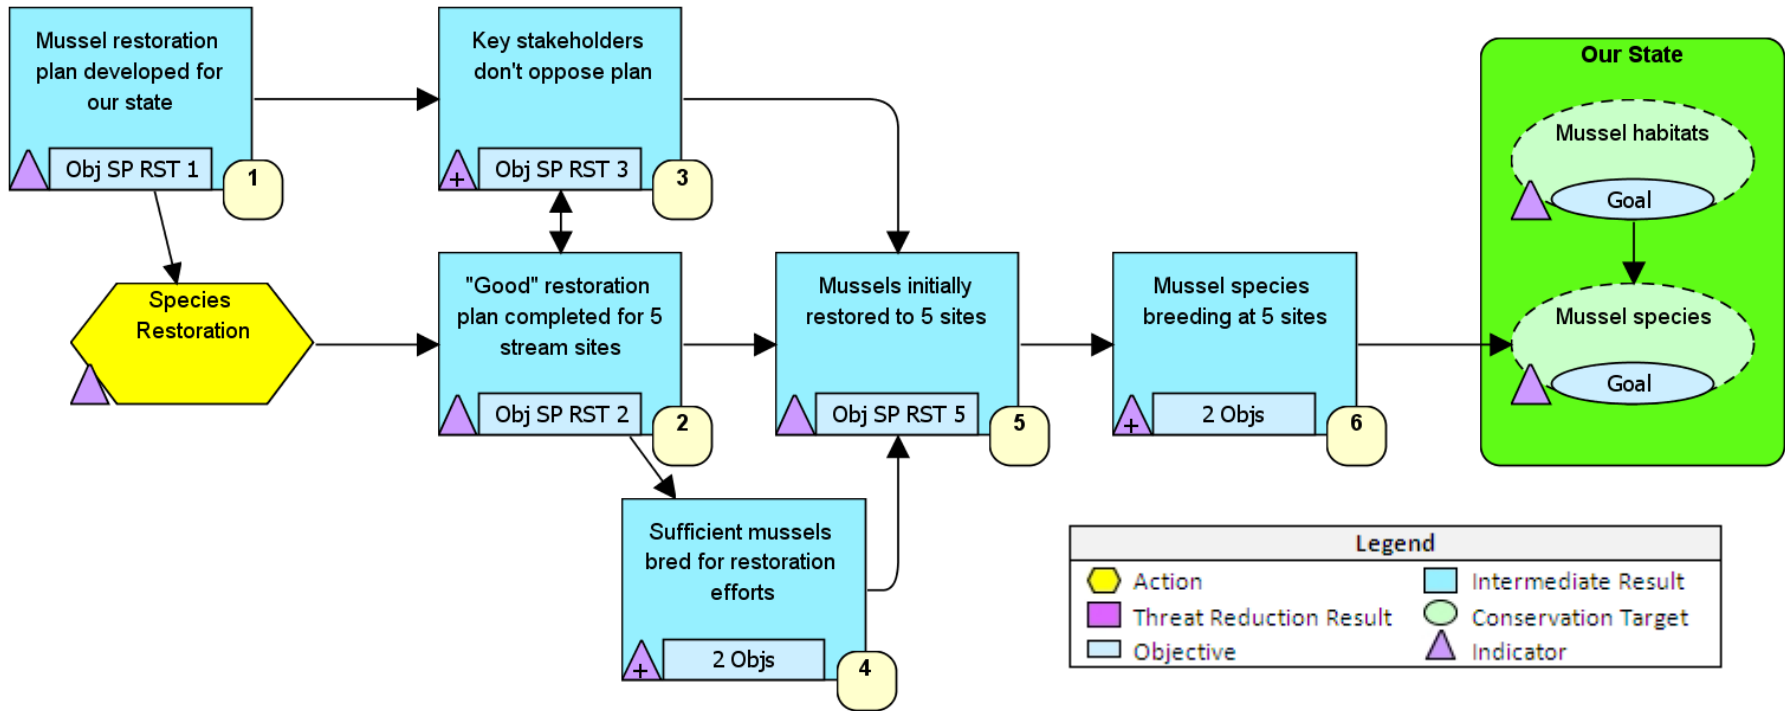 Mussel restoration
plan developed for
our state
Obj SP RST 1
1
Key stakeholders
don't oppose plan
+
Obj SP RST 3
3
Our State
Mussel habitats
Goal
Species
Restoration
"Good" restoration
plan completed for 5
stream sites
Obj SP RST 2
2
Mussels initially
restored to 5 sites
Obj SP RST 5
5
Mussel species
breeding at 5 sites
+
2 Objs
6
Mussel species
Goal
Sufficient mussels
bred for restoration
efforts
+
2 Objs
4
Legend
Action
Intermediate Result
Threat Reduction Result
Conservation Target
Objective
Indicator